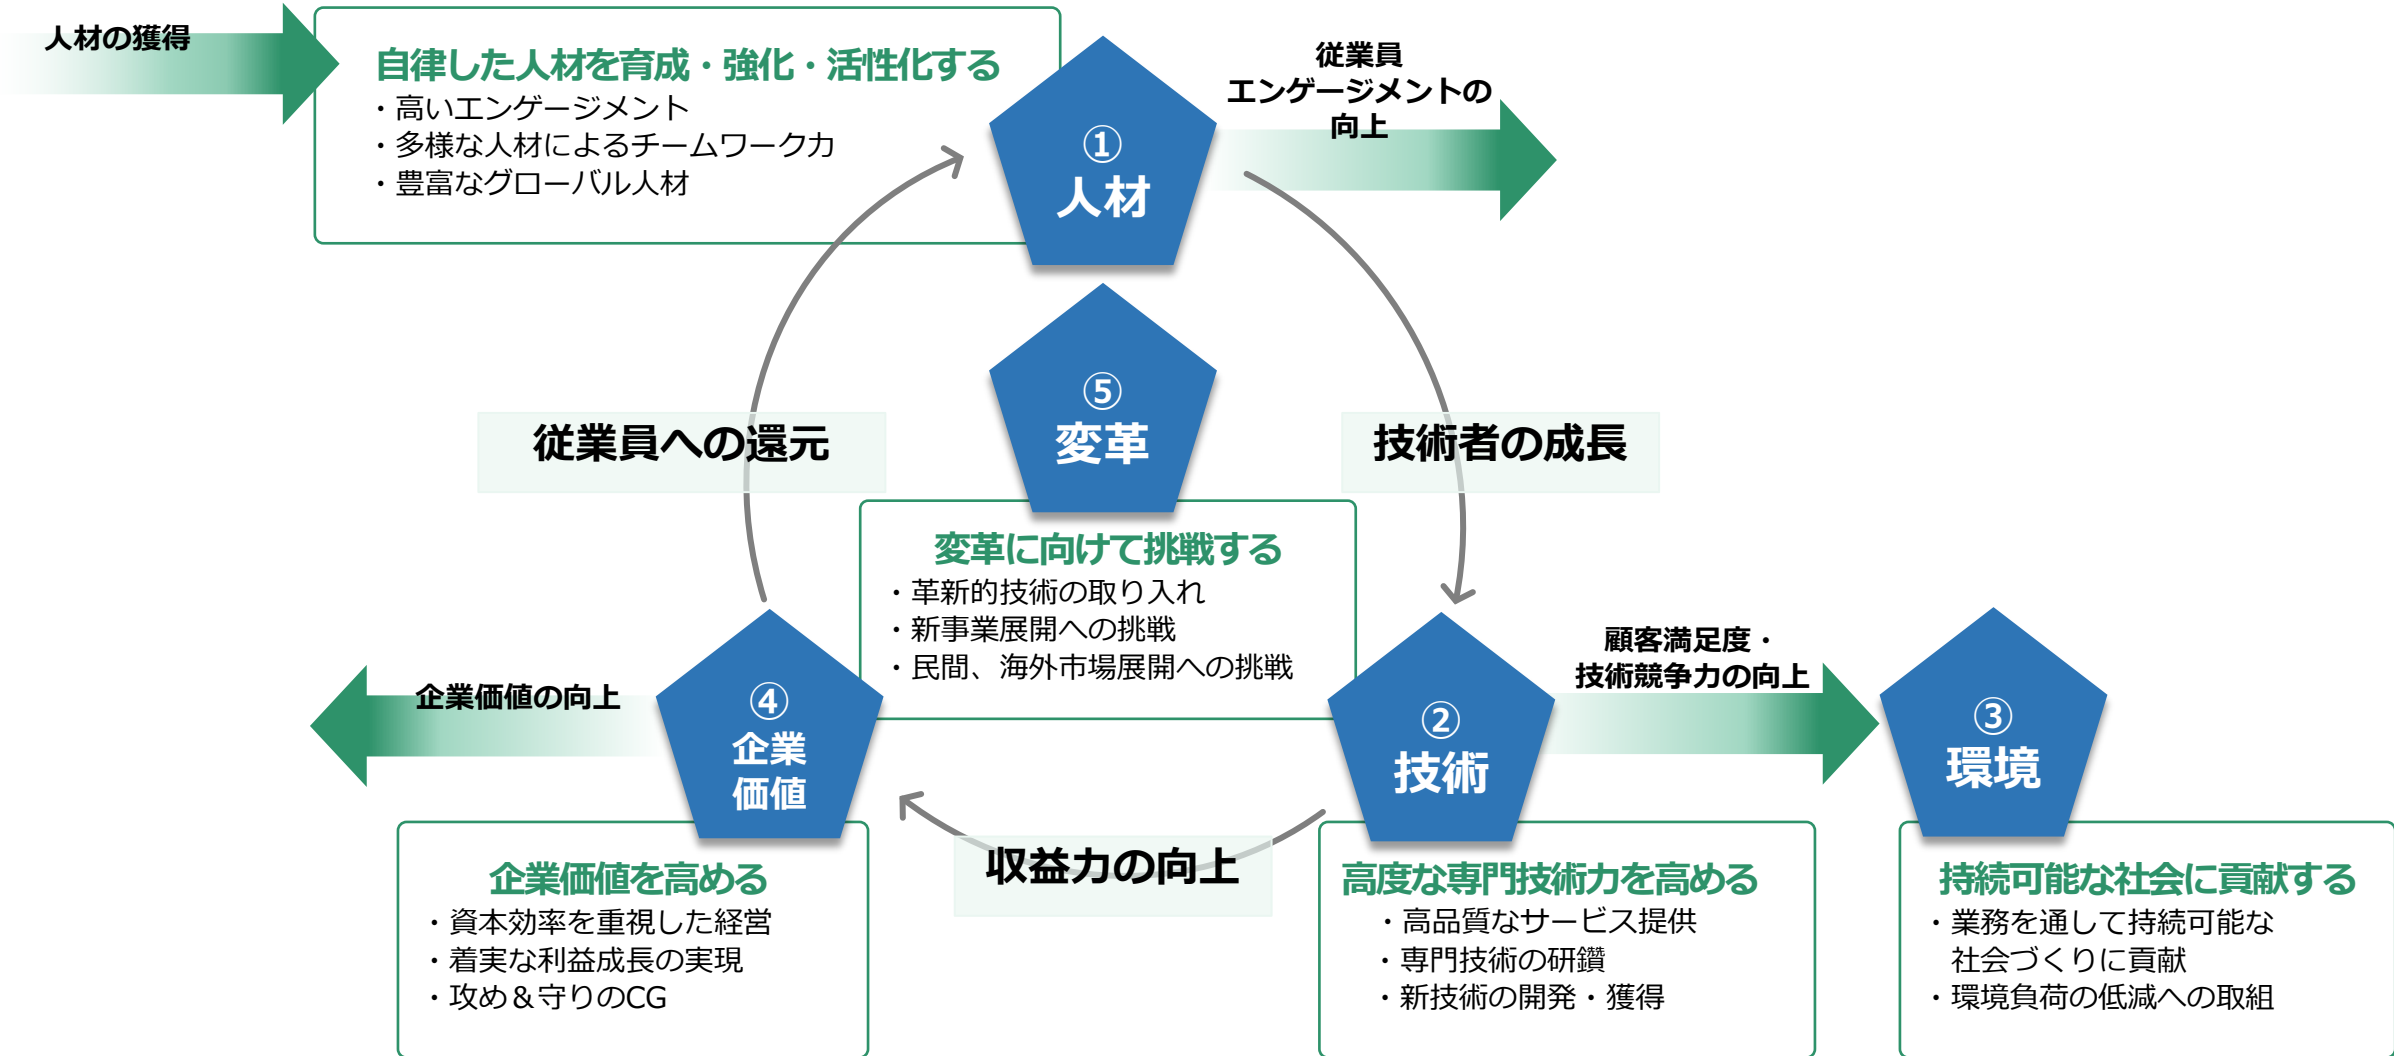 人材の獲得
自律した人材を育成・強化・活性化する
・高いエンゲージメント
・多様な人材によるチームワーク力
・豊富なグローバル人材
①
人材
従業員
エンゲージメントの
向上
⑤
変革
従業員への還元
技術者の成長
変革に向けて挑戦する
・革新的技術の取り入れ
・新事業展開への挑戦
・民間、海外市場展開への挑戦
企業価値の向上
④
企業
価値
②
技術
顧客満足度・
技術競争力の向上
③
環境
収益力の向上
企業価値を高める
・資本効率を重視した経営
・着実な利益成長の実現
・攻め＆守りのCG
高度な専門技術力を高める
・高品質なサービス提供
・専門技術の研鑽
・新技術の開発・獲得
持続可能な社会に貢献する
・業務を通して持続可能な
社会づくりに貢献
・環境負荷の低減への取組